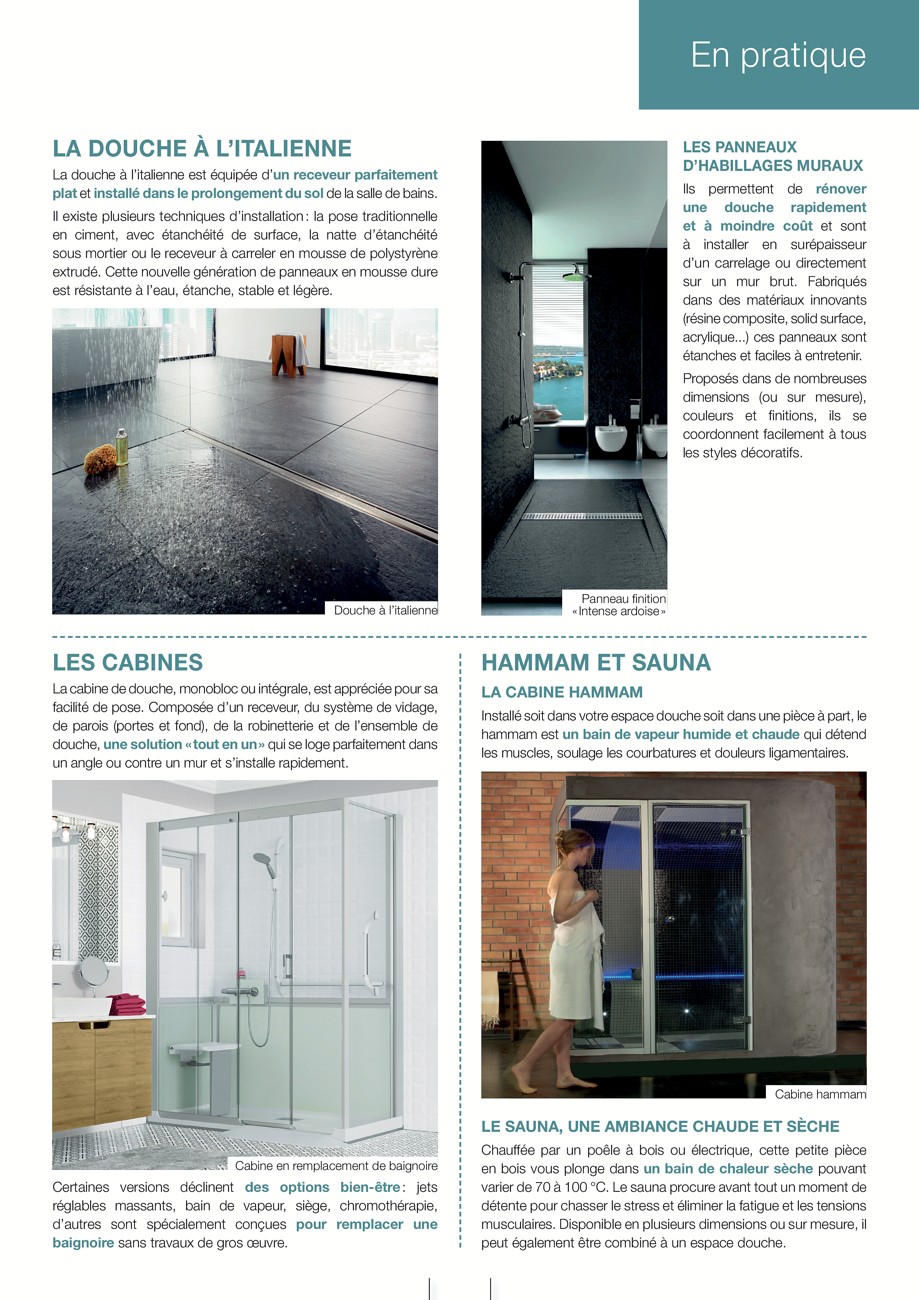 En pratique
LA DOUCHE À L’ITALIENNE
La douche à l’italienne est équipée d’un receveur parfaitement
plat et installé dans le prolongement du sol de la salle de bains.
Il existe plusieurs techniques d’installation : la pose traditionnelle
en ciment, avec étanchéité de surface, la natte d’étanchéité
sous mortier ou le receveur à carreler en mousse de polystyrène
extrudé. Cette nouvelle génération de panneaux en mousse dure
est résistante à l’eau, étanche, stable et légère.
Douche à l’italienne
Panneau finition
« Intense ardoise »
LES PANNEAUX
D’HABILLAGES MURAUX
Ils permettent de rénover
une douche rapidement
et à moindre coût et sont
à installer en surépaisseur
d’un carrelage ou directement
sur un mur brut. Fabriqués
dans des matériaux innovants
(résine composite, solid surface,
acrylique...) ces panneaux sont
étanches et faciles à entretenir.
Proposés dans de nombreuses
dimensions (ou sur mesure),
couleurs et finitions, ils se
coordonnent facilement à tous
les styles décoratifs.
LES CABINES
La cabine de douche, monobloc ou intégrale, est appréciée pour sa
facilité de pose. Composée d’un receveur, du système de vidage,
de parois (portes et fond), de la robinetterie et de l’ensemble de
douche, une solution « tout en un » qui se loge parfaitement dans
un angle ou contre un mur et s’installe rapidement.
Cabine en remplacement de baignoire
Certaines versions déclinent des options bien-être : jets
réglables massants, bain de vapeur, siège, chromothérapie,
d’autres sont spécialement conçues pour remplacer une
baignoire sans travaux de gros œuvre.
HAMMAM ET SAUNA
LA CABINE HAMMAM
Installé soit dans votre espace douche soit dans une pièce à part, le
hammam est un bain de vapeur humide et chaude qui détend
les muscles, soulage les courbatures et douleurs ligamentaires.
Cabine hammam
LE SAUNA, UNE AMBIANCE CHAUDE ET SÈCHE
Chauffée par un poêle à bois ou électrique, cette petite pièce
en bois vous plonge dans un bain de chaleur sèche pouvant
varier de 70 à 100 °C. Le sauna procure avant tout un moment de
détente pour chasser le stress et éliminer la fatigue et les tensions
musculaires. Disponible en plusieurs dimensions ou sur mesure, il
peut également être combiné à un espace douche.